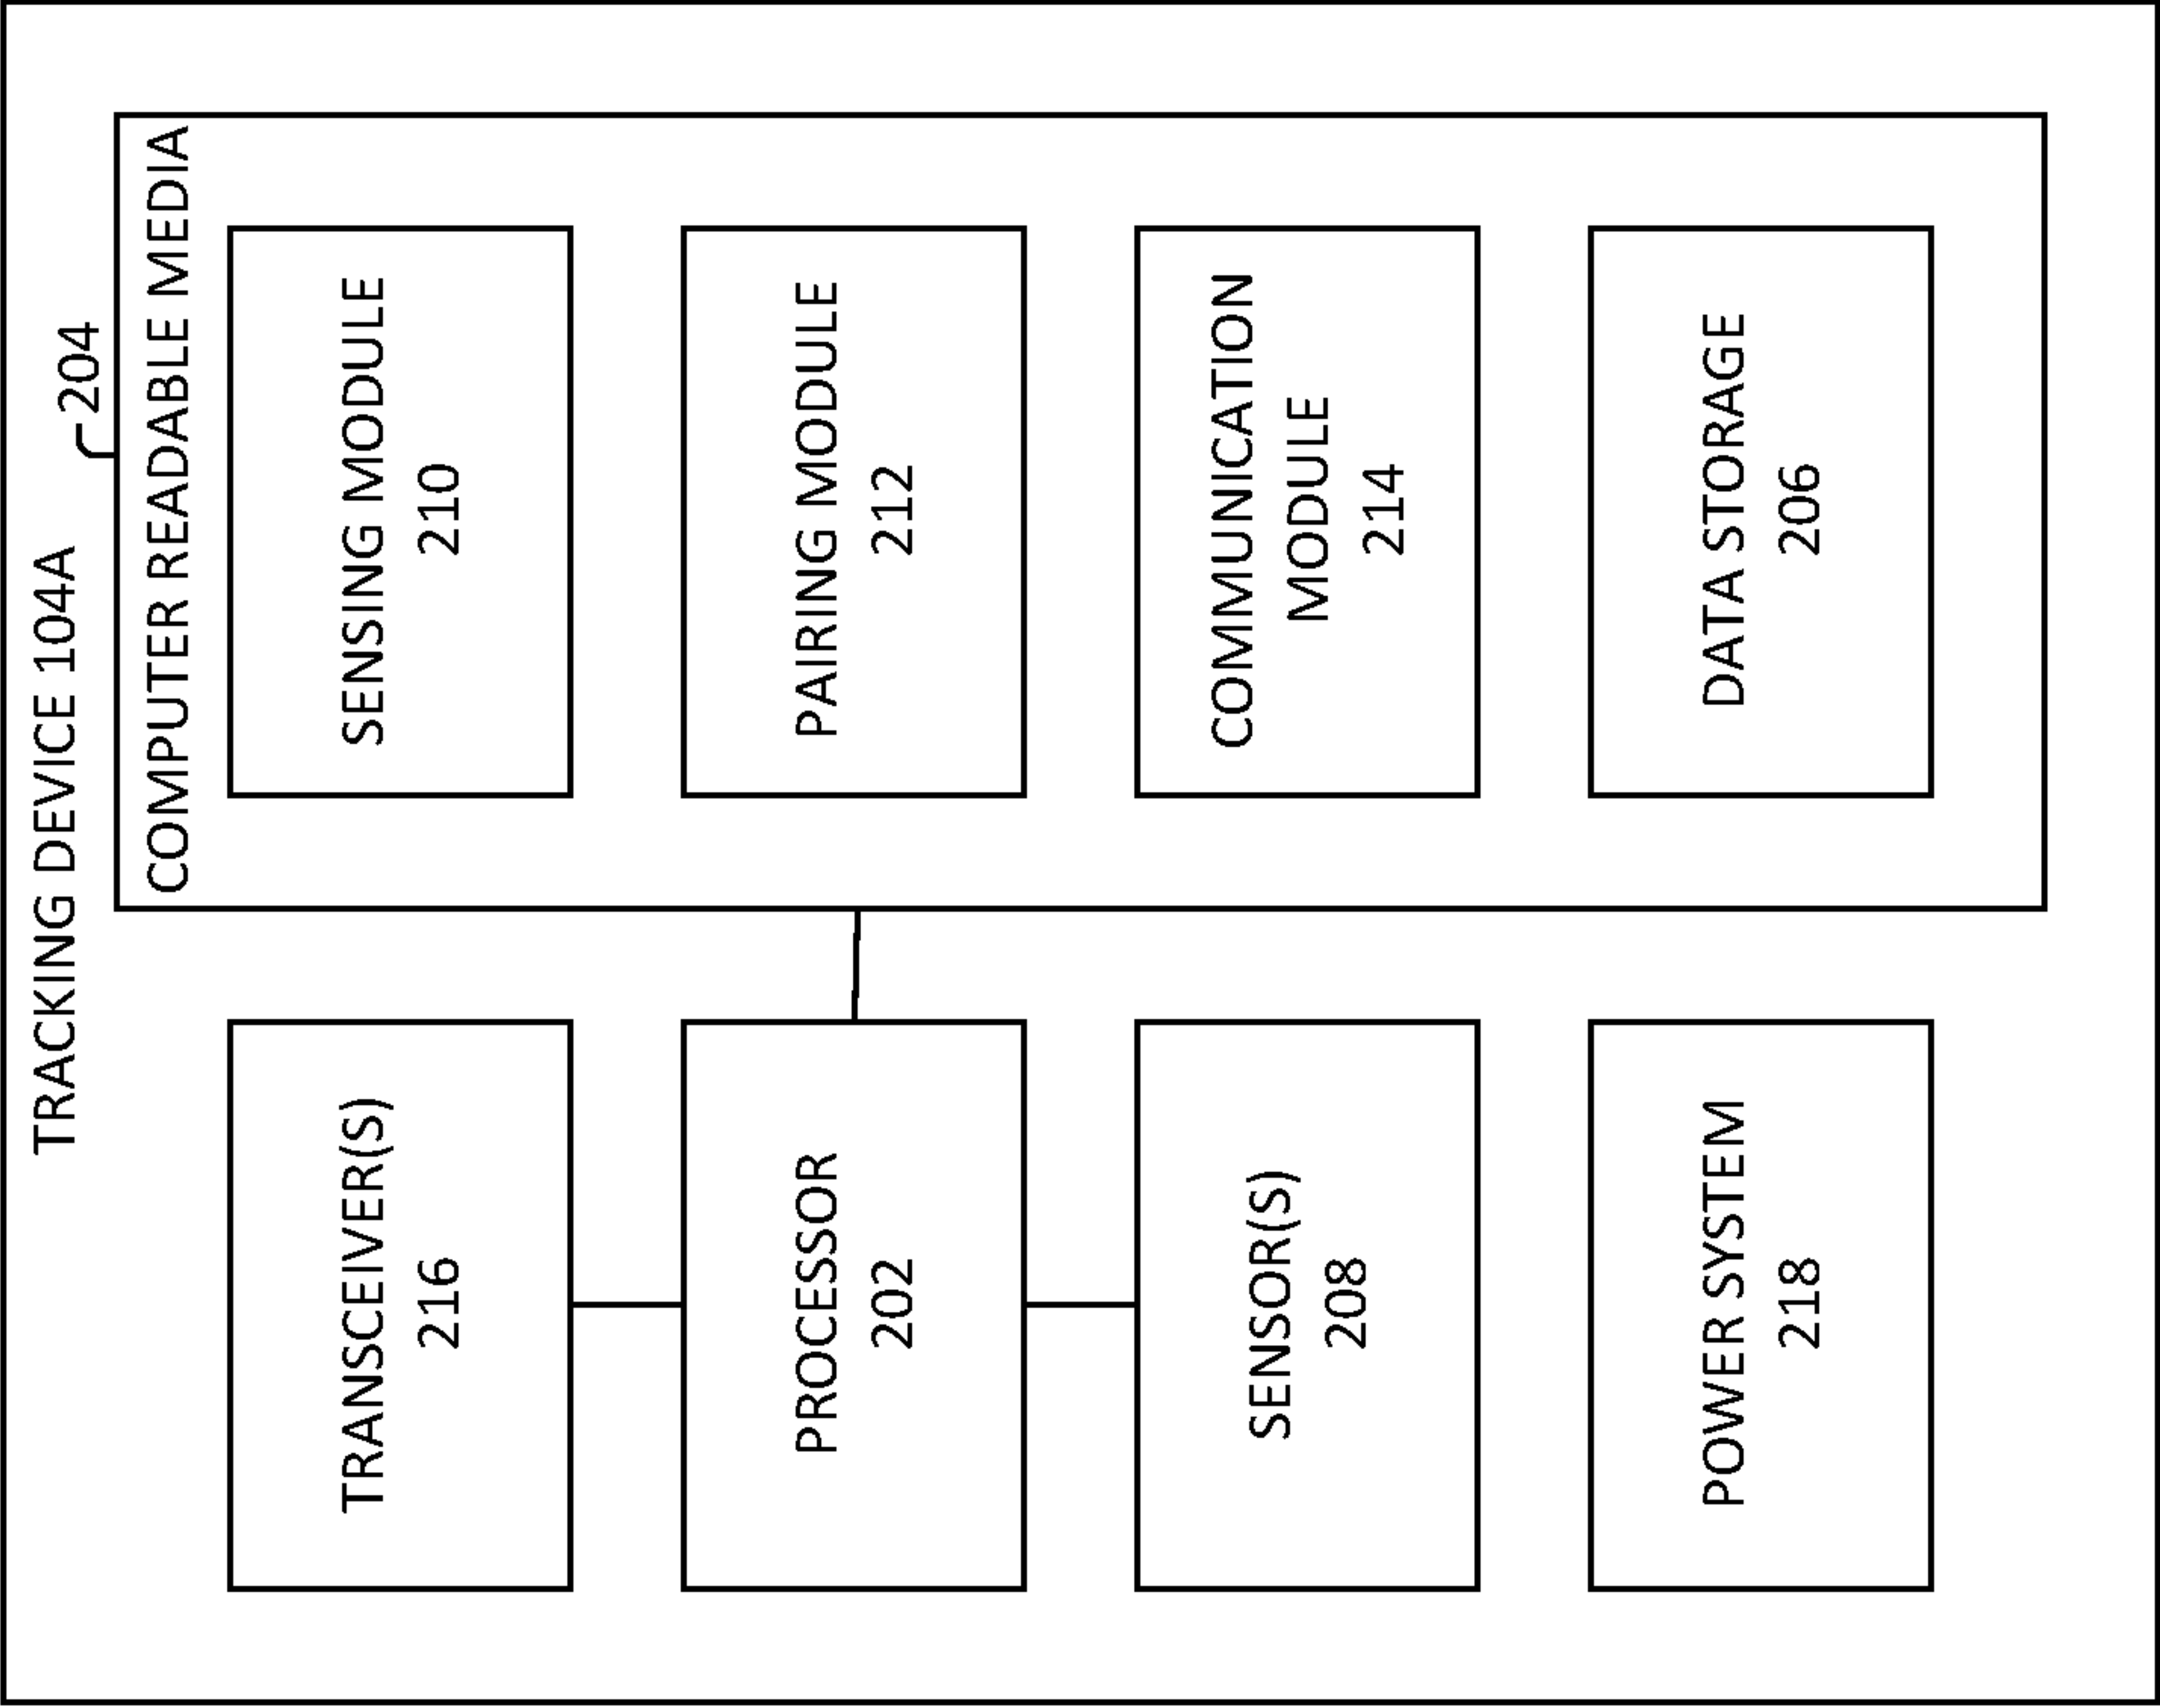 TRACKING DEVICE 104A
204
COMPUTER READABLE MEDIA
TRANSCEIVER(S)
216
SENSING MODULE
210
PROCESSOR
202
PAIRING MODULE
212
SENSOR(S)
208
COMMUNICATION
MODULE
214
POWER SYSTEM
218
DATA STORAGE
206